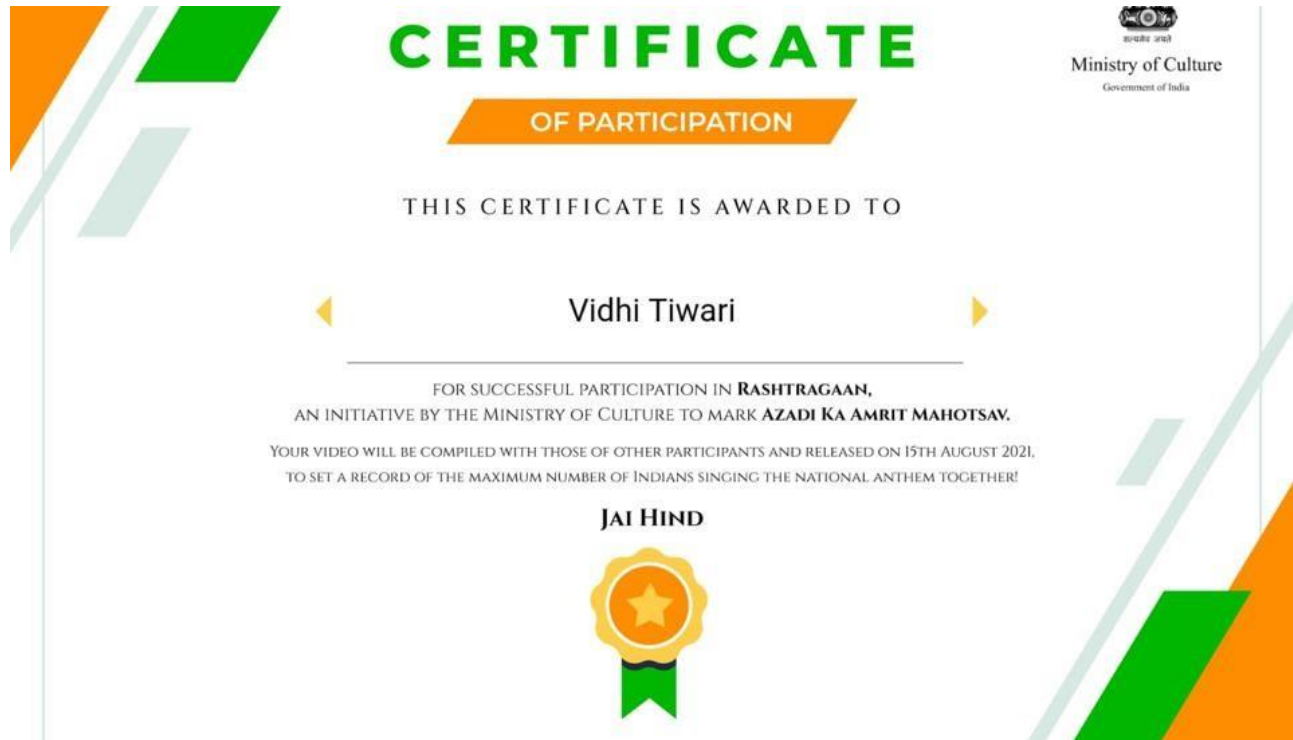 CERTIFICATE
OF PARTICIPATION
सत्यमेव जयते
Ministry of Culture
Government of India
THIS CERTIFICATE IS AWARDED TO
Vidhi Tiwari
FOR SUCCESSFUL PARTICIPATION IN RASHTRAGAAN,
AN INITIATIVE BY THE MINISTRY OF CULTURE TO MARK AZADI KA AMRIT MAHOTSAV.
YOUR VIDEO WILL BE COMPILED WITH THOSE OF OTHER PARTICIPANTS AND RELEASED ON 15TH AUGUST 2021,
TO SET A RECORD OF THE MAXIMUM NUMBER OF INDIANS SINGING THE NATIONAL ANTHEM TOGETHER!
JAI HIND